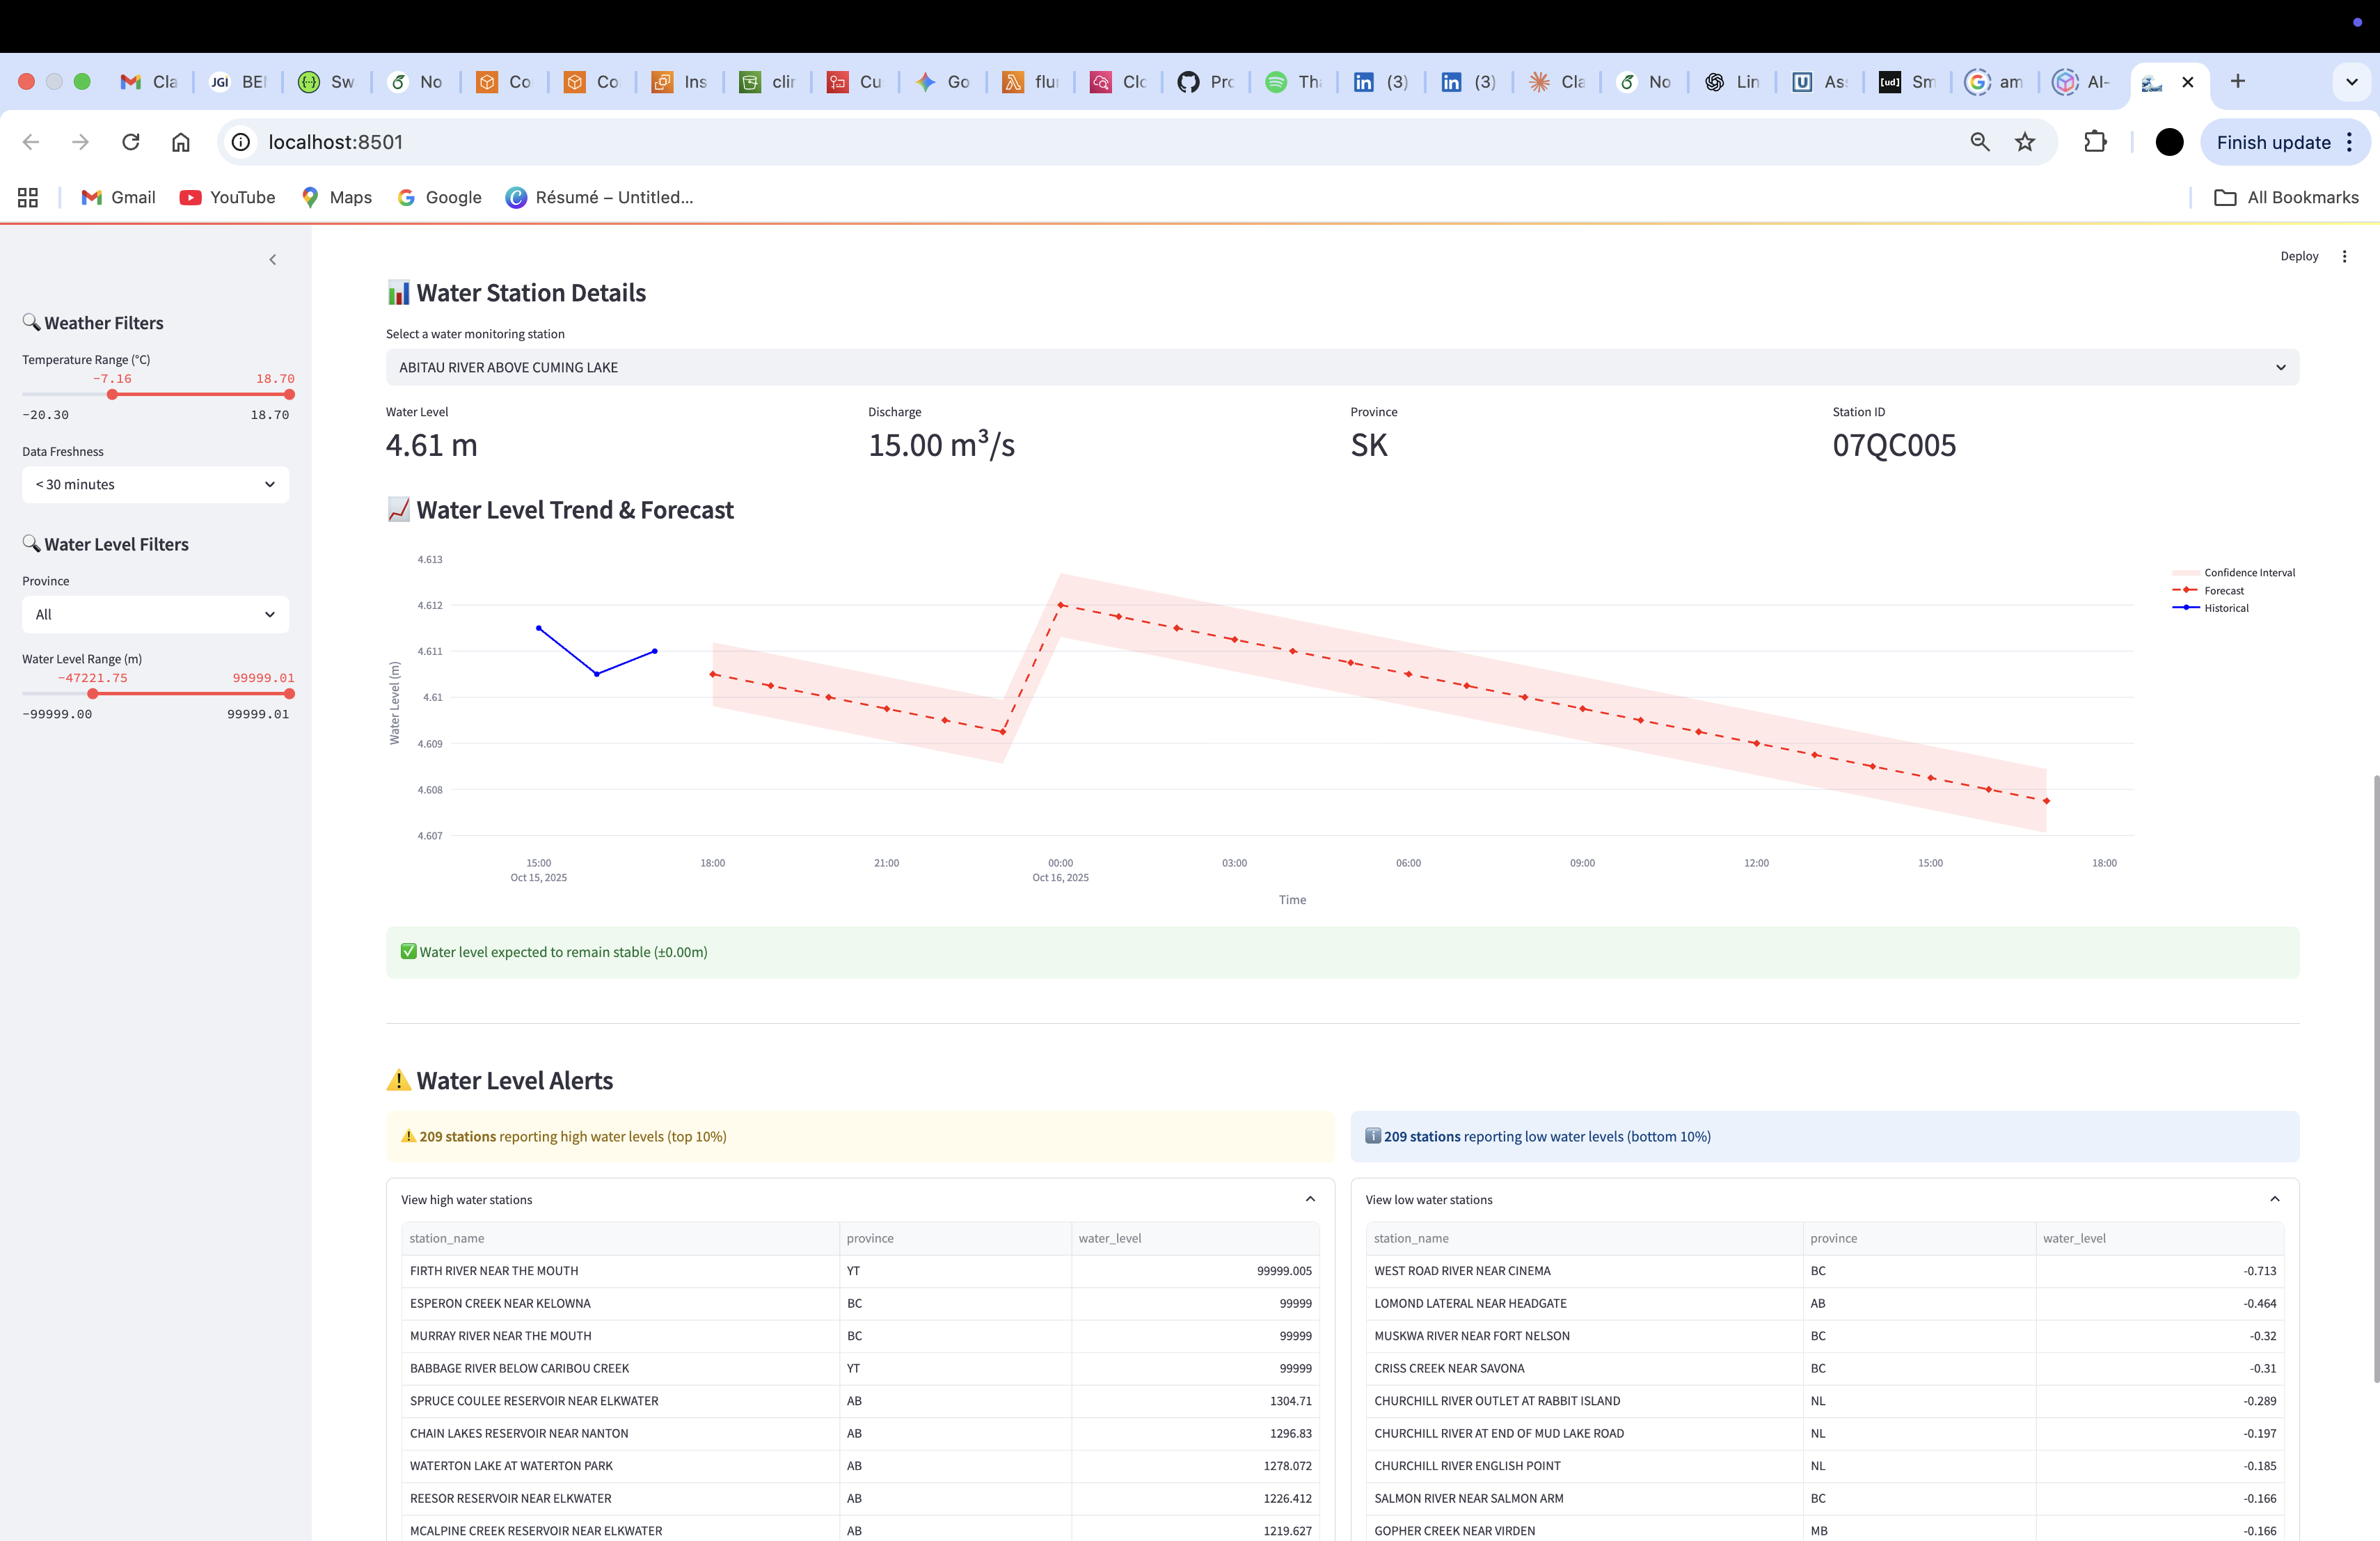 Cla
JGI BEI
Sw
No
Co
Co
Ins
clir
Cu
Go
flu
Clc
Prc
Th
(3)
(3)
Cla
No
Lin
As
[ud] Sm
am
AI-
localhost:8501
Finish update
Gmail
YouTube
Maps
Google
Résumé – Untitled...
All Bookmarks
Deploy
Weather Filters
Temperature Range (°C)
-7.16 18.70
-20.30 18.70
Data Freshness
< 30 minutes
Water Level Filters
Province
All
Water Level Range (m)
-47221.75 99999.01
-99999.00 99999.01
Water Station Details
Select a water monitoring station
ABITAU RIVER ABOVE CUMING LAKE
Water Level Discharge Province Station ID
4.61 m 15.00 m³/s SK 07QC005
Water Level Trend & Forecast
4.613
4.612
4.611
4.61
4.609
4.608
4.607
Water Level (m)
Confidence Interval
Forecast
Historical
15:00 18:00 21:00 00:00 03:00 06:00 09:00 12:00 15:00 18:00
Oct 15, 2025 Oct 16, 2025
Time
Water level expected to remain stable (±0.00m)
Water Level Alerts
209 stations reporting high water levels (top 10%)
View high water stations
station_name province water_level
FIRTH RIVER NEAR THE MOUTH YT 99999.005
ESPERON CREEK NEAR KELOWNA BC 99999
MURRAY RIVER NEAR THE MOUTH BC 99999
BABBAGE RIVER BELOW CARIBOU CREEK YT 99999
SPRUCE COULEE RESERVOIR NEAR ELKWATER AB 1304.71
CHAIN LAKES RESERVOIR NEAR NANTON AB 1296.83
WATERTON LAKE AT WATERTON PARK AB 1278.072
REESOR RESERVOIR NEAR ELKWATER AB 1226.412
MCALPINE CREEK RESERVOIR NEAR ELKWATER AB 1219.627
209 stations reporting low water levels (bottom 10%)
View low water stations
station_name province water_level
WEST ROAD RIVER NEAR CINEMA BC -0.713
LOMOND LATERAL NEAR HEADGATE AB -0.464
MUSKWA RIVER NEAR FORT NELSON BC -0.32
CRISS CREEK NEAR SAVONA BC -0.31
CHURCHILL RIVER OUTLET AT RABBIT ISLAND NL -0.289
CHURCHILL RIVER AT END OF MUD LAKE ROAD NL -0.197
CHURCHILL RIVER ENGLISH POINT NL -0.185
SALMON RIVER NEAR SALMON ARM BC -0.166
GOPHER CREEK NEAR VIRDEN MB -0.166